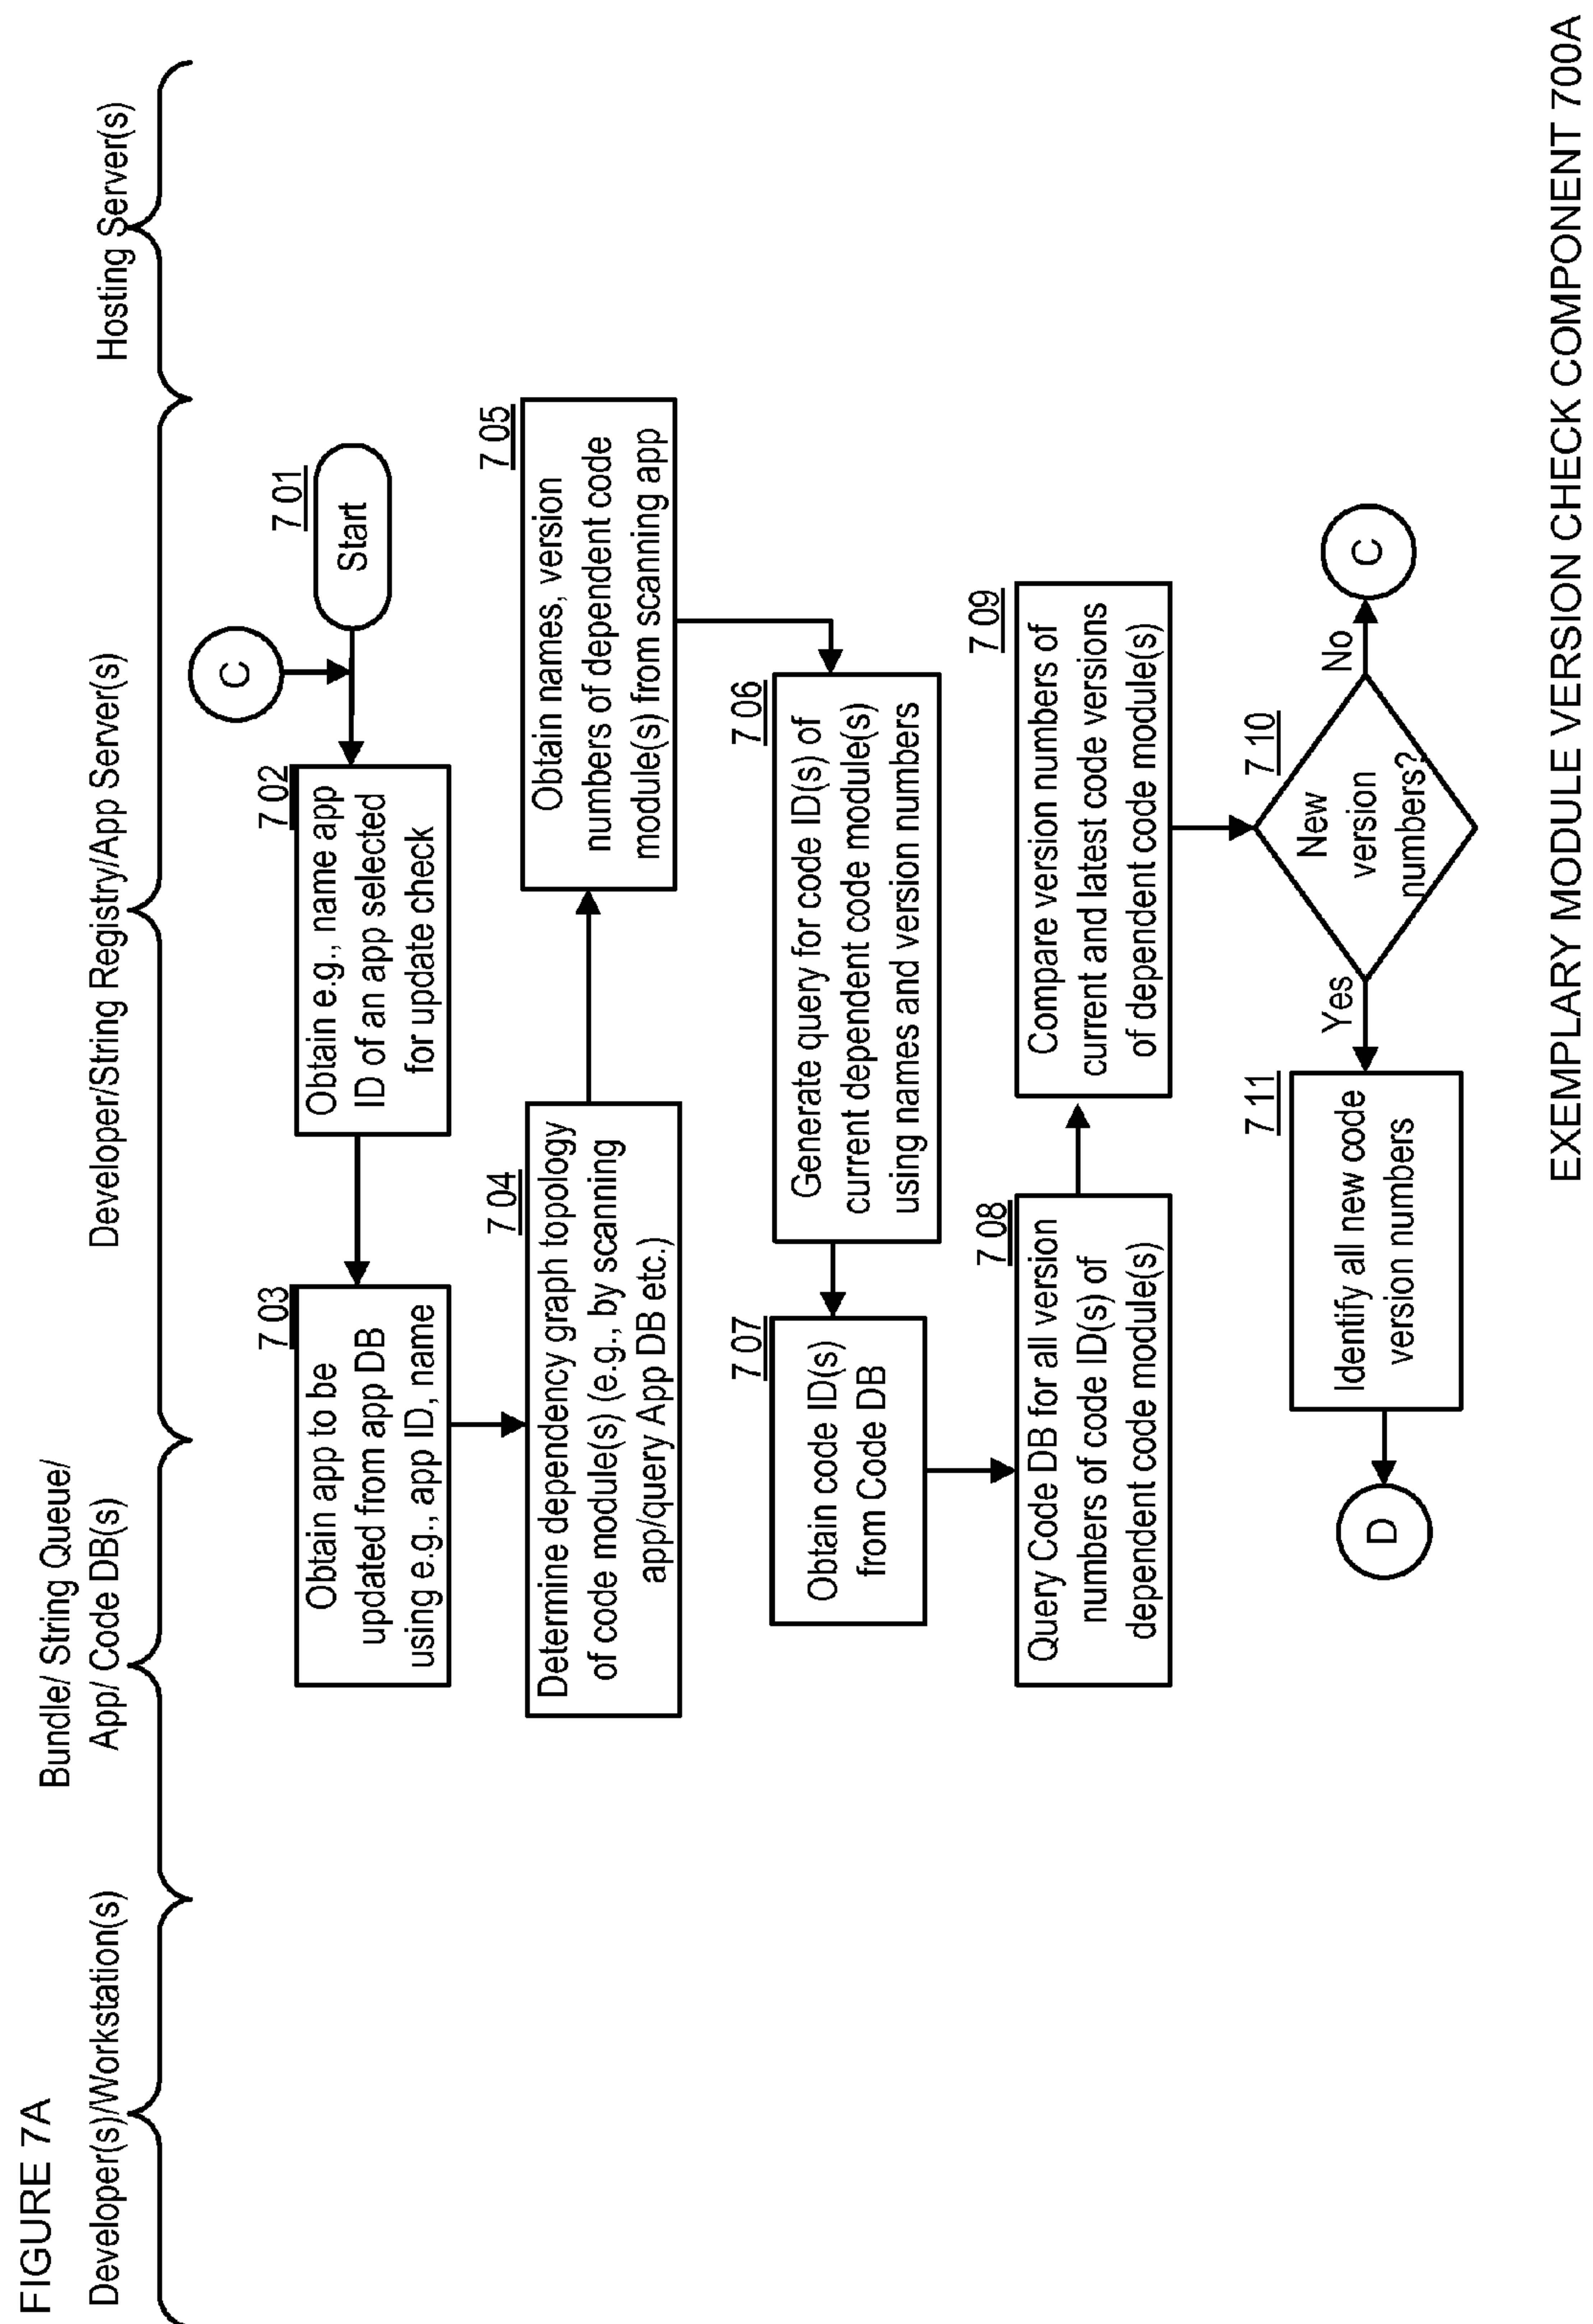 FIGURE 7A
Developer(s)/Workstation(s)
Bundle/ String Queue/
App/ Code DB(s)
Developer/String Registry/App Server(s)
Hosting Server(s)
7 01
Start
C
7 02
Obtain e.g., name app
ID of an app selected
for update check
7 03
Obtain app to be
updated from app DB
using e.g., app ID, name
7 04
Determine dependency graph topology
of code module(s) (e.g., by scanning
app/query App DB etc.)
7 05
Obtain names, version
numbers of dependent code
module(s) from scanning app
7 06
Generate query for code ID(s) of
current dependent code module(s)
using names and version numbers
7 07
Obtain code ID(s)
from Code DB
7 08
Query Code DB for all version
numbers of code ID(s) of
dependent code module(s)
7 09
Compare version numbers of
current and latest code versions
of dependent code module(s)
7 10
New
version
numbers?
No
C
Yes
7 11
Identify all new code
version numbers
D
EXEMPLARY MODULE VERSION CHECK COMPONENT 700A